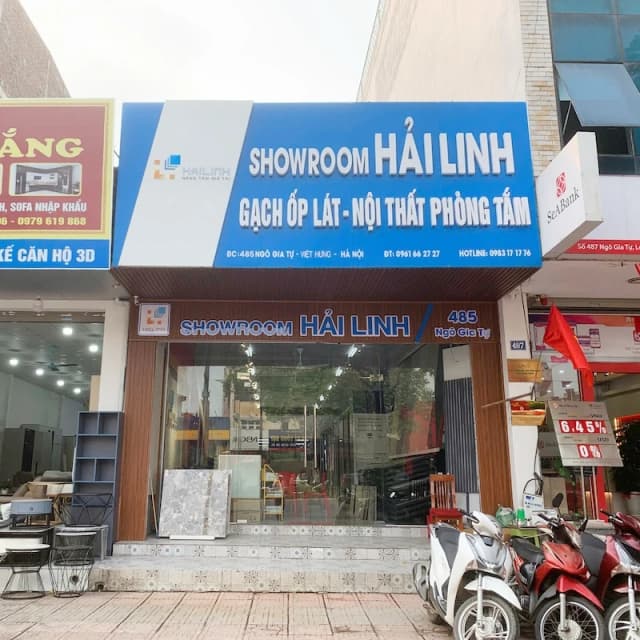 ẮNG
H, SOFA NHẬP KHẨU
06 - 0979 619 868
KẾ CĂN HỘ 3D
HAILINH
SHOWROOM HẢI LINH
GẠCH ỐP LÁT - NỘI THẤT PHÒNG TẮM
ĐC: 485 NGÔ GIA TỰ - VIỆT HƯNG - HÀ NỘI ĐT: 0961 66 27 27 HOTLINE: 0983 17 17 76
SHOWROOM HẢI LINH / 485
Ngô Gia Tự
SeABank
Số 487 Ngô Gia Tự, L
487
6.45%
0%